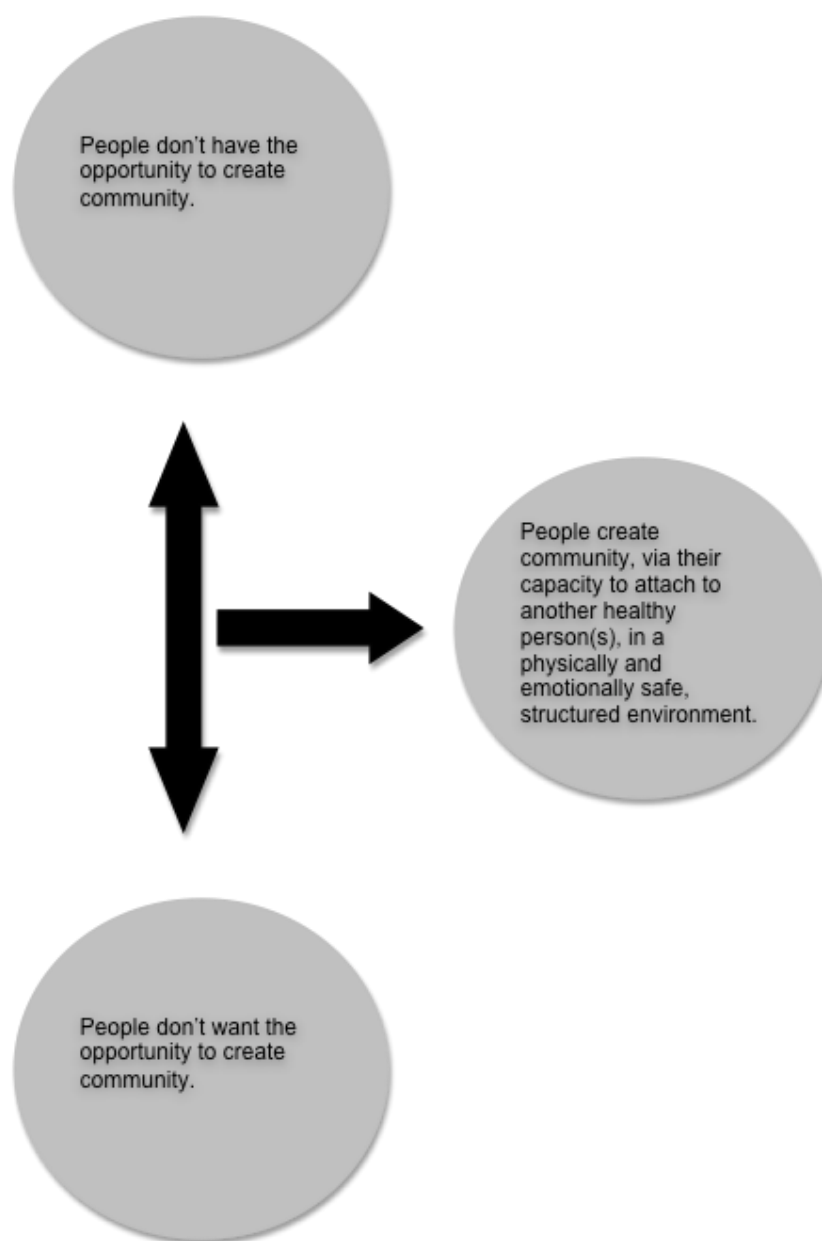 People don’t have the
opportunity to create
community.
People create
community, via their
capacity to attach to
another healthy
person(s), in a
physically and
emotionally safe,
structured environment.
People don’t want the
opportunity to create
community.